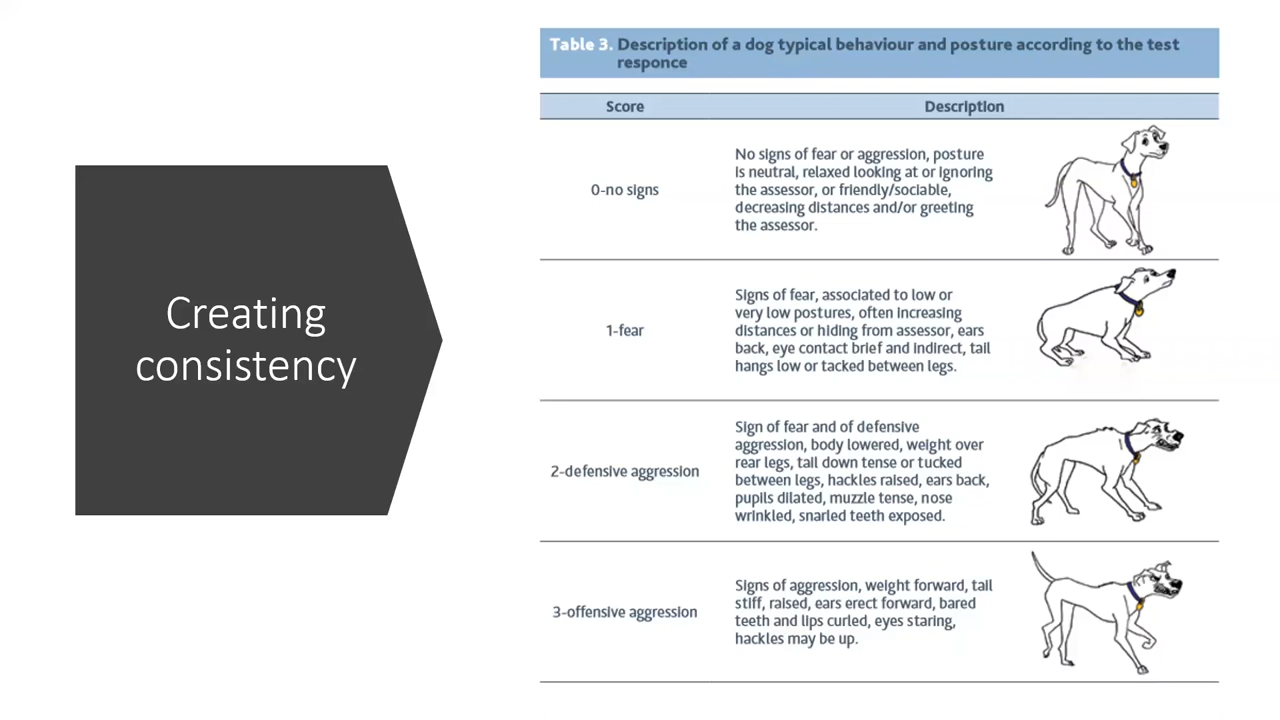 Creating
consistency
Table 3. Description of a dog typical behaviour and posture according to the test
responce
Score Description
0-no signs
No signs of fear or aggression, posture
is neutral, relaxed looking at or ignoring
the assessor, or friendly/sociable,
decreasing distances and/or greeting
the assessor.
1-fear
Signs of fear, associated to low or
very low postures, often increasing
distances or hiding from assessor, ears
back, eye contact brief and indirect, tail
hangs low or tacked between legs.
2-defensive aggression
Sign of fear and of defensive
aggression, body lowered, weight over
rear legs, tail down tense or tucked
between legs, hackles raised, ears back,
pupils dilated, muzzle tense, nose
wrinkled, snarled teeth exposed.
3-offensive aggression
Signs of aggression, weight forward, tail
stiff, raised, ears erect forward, bared
teeth and lips curled, eyes staring,
hackles may be up.